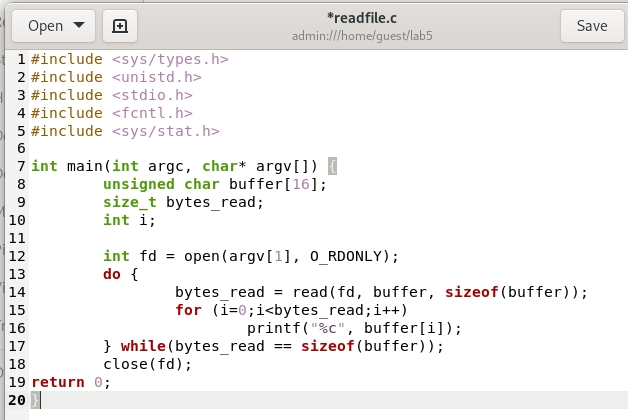 Open
*readfile.c
admin:///home/guest/lab5
Save
1 #include <sys/types.h>
2 #include <unistd.h>
3 #include <stdio.h>
4 #include <fcntl.h>
5 #include <sys/stat.h>
6
7 int main(int argc, char* argv[]) {
8         unsigned char buffer[16];
9         size_t bytes_read;
10         int i;
11
12         int fd = open(argv[1], O_RDONLY);
13         do {
14                 bytes_read = read(fd, buffer, sizeof(buffer));
15                 for (i=0;i<bytes_read;i++)
16                         printf("%c", buffer[i]);
17         } while(bytes_read == sizeof(buffer));
18         close(fd);
19 return 0;
20 }